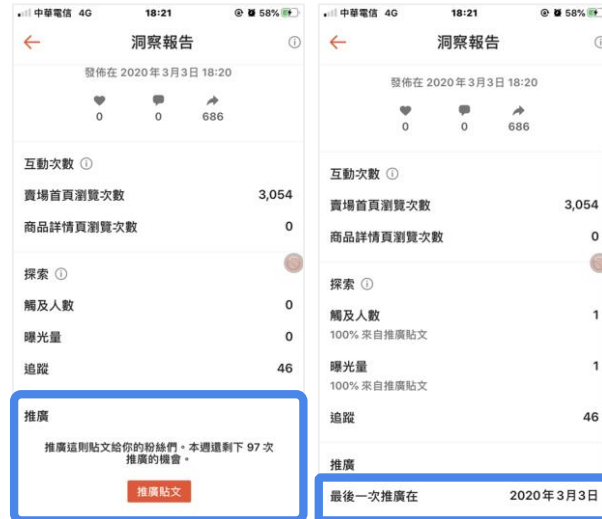 中華電信 4G 18:21 58%
洞察報告
發佈在 2020年3月3日 18:20
0 0 686
互動次數
賣場首頁瀏覽次數 3,054
商品詳情頁瀏覽次數 0
探索
觸及人數 0
曝光量 0
追蹤 46
推廣
推廣這則貼文給你的粉絲們。本週還剩下 97 次
推廣的機會。
推廣貼文
中華電信 4G 18:21 58%
洞察報告
發佈在 2020年3月3日 18:20
0 0 686
互動次數
賣場首頁瀏覽次數 3,054
商品詳情頁瀏覽次數 0
探索
觸及人數 1
100% 來自推廣貼文
曝光量 1
100% 來自推廣貼文
追蹤 46
推廣
最後一次推廣在 2020年3月3日